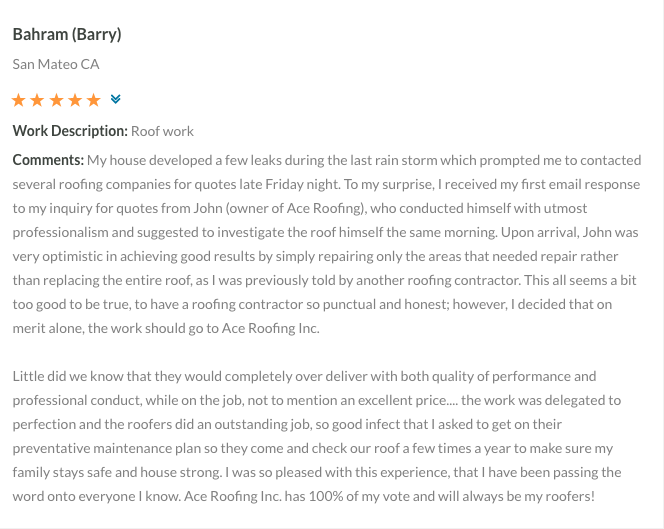 Bahram (Barry)
San Mateo CA
Work Description: Roof work
Comments: My house developed a few leaks during the last rain storm which prompted me to contacted
several roofing companies for quotes late Friday night. To my surprise, I received my first email response
to my inquiry for quotes from John (owner of Ace Roofing), who conducted himself with utmost
professionalism and suggested to investigate the roof himself the same morning. Upon arrival, John was
very optimistic in achieving good results by simply repairing only the areas that needed repair rather
than replacing the entire roof, as I was previously told by another roofing contractor. This all seems a bit
too good to be true, to have a roofing contractor so punctual and honest; however, I decided that on
merit alone, the work should go to Ace Roofing Inc.
Little did we know that they would completely over deliver with both quality of performance and
professional conduct, while on the job, not to mention an excellent price.... the work was delegated to
perfection and the roofers did an outstanding job, so good infect that I asked to get on their
preventative maintenance plan so they come and check our roof a few times a year to make sure my
family stays safe and house strong. I was so pleased with this experience, that I have been passing the
word onto everyone I know. Ace Roofing Inc. has 100% of my vote and will always be my roofers!